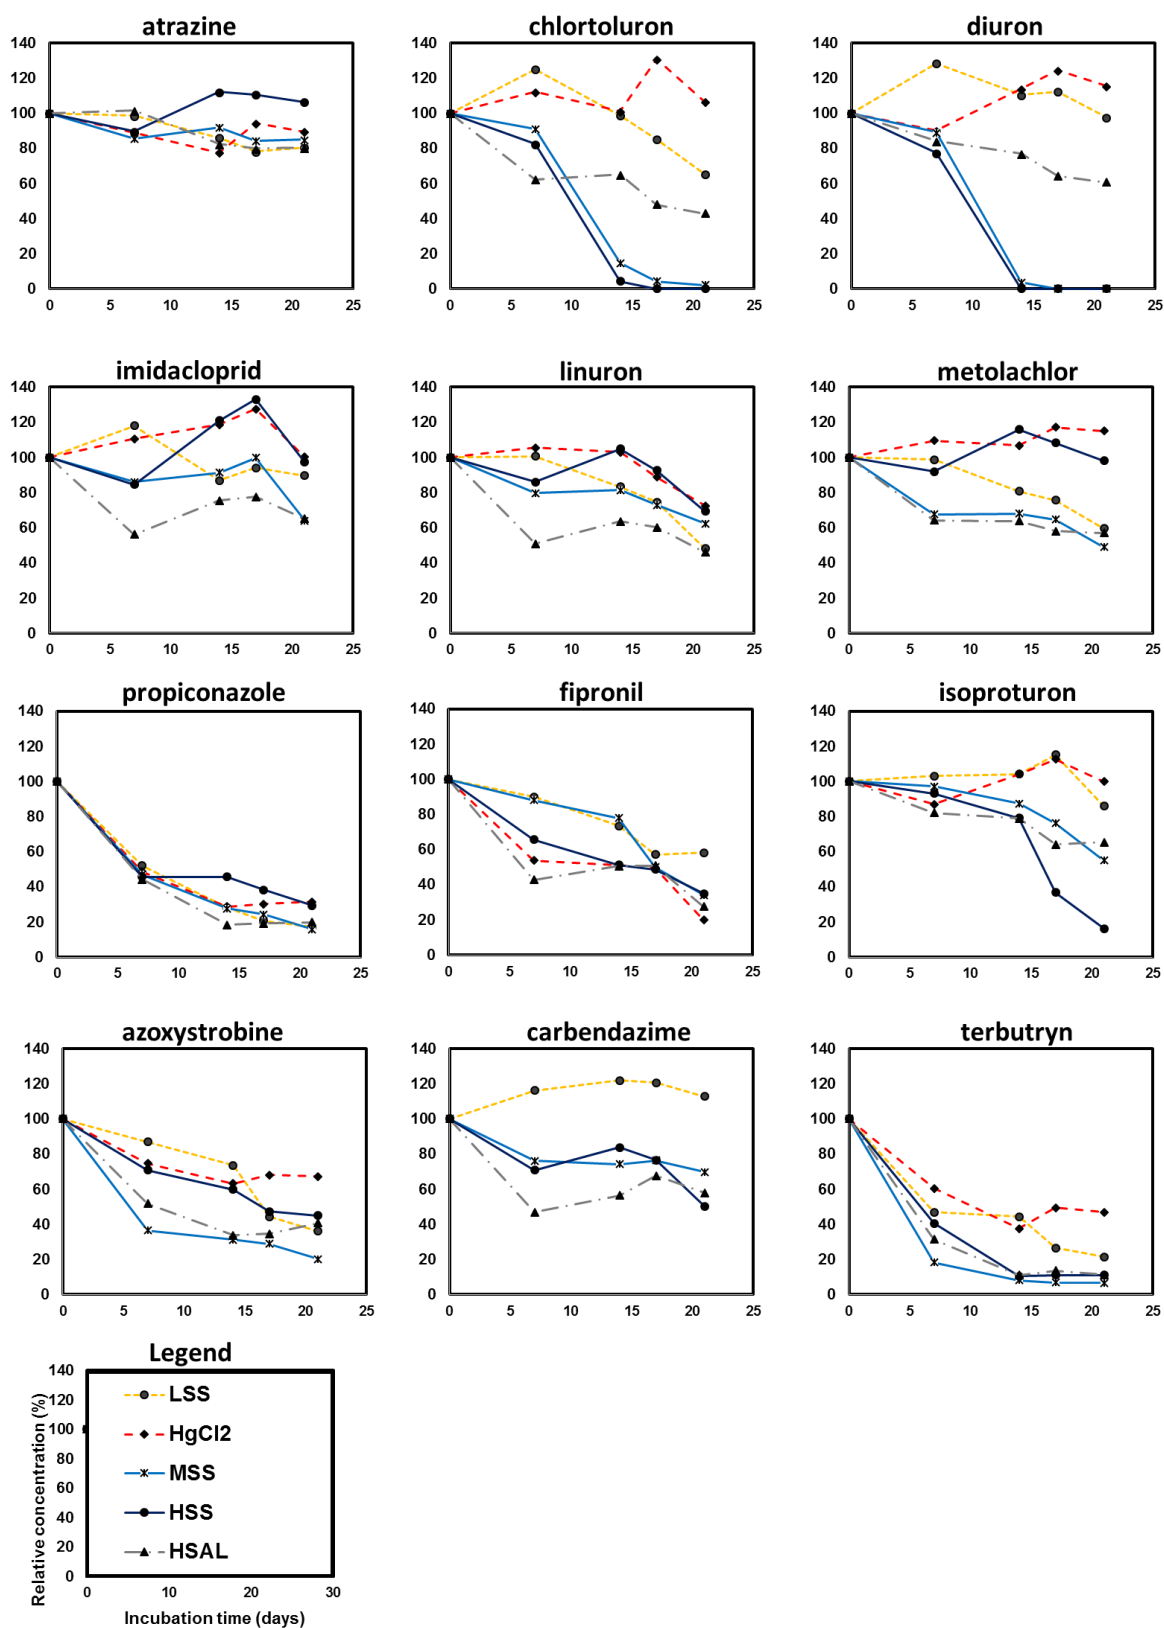 atrazine chlortoluron diuron
140 140 140
120 120 120
100 100 100
80 80 80
60 60 60
40 40 40
20 20 20
0 0 0
0 5 10 15 20 25 0 5 10 15 20 25 0 5 10 15 20 25
imidacloprid linuron metolachlor
140 140 140
120 120 120
100 100 100
80 80 80
60 60 60
40 40 40
20 20 20
0 0 0
0 5 10 15 20 25 0 5 10 15 20 25 0 5 10 15 20 25
propiconazole fipronil isoproturon
140 140 140
120 120 120
100 100 100
80 80 80
60 60 60
40 40 40
20 20 20
0 0 0
0 5 10 15 20 25 0 5 10 15 20 25 0 5 10 15 20 25
azoxystrobine carbendazime terbutryn
140 140 140
120 120 120
100 100 100
80 80 80
60 60 60
40 40 40
20 20 20
0 0 0
0 5 10 15 20 25 0 5 10 15 20 25 0 5 10 15 20 25
Legend
Relative concentration (%)
140
120
100
80
60
40
20
0
LSS
HgCl2
MSS
HSS
HSAL
0 10 20 30
Incubation time (days)